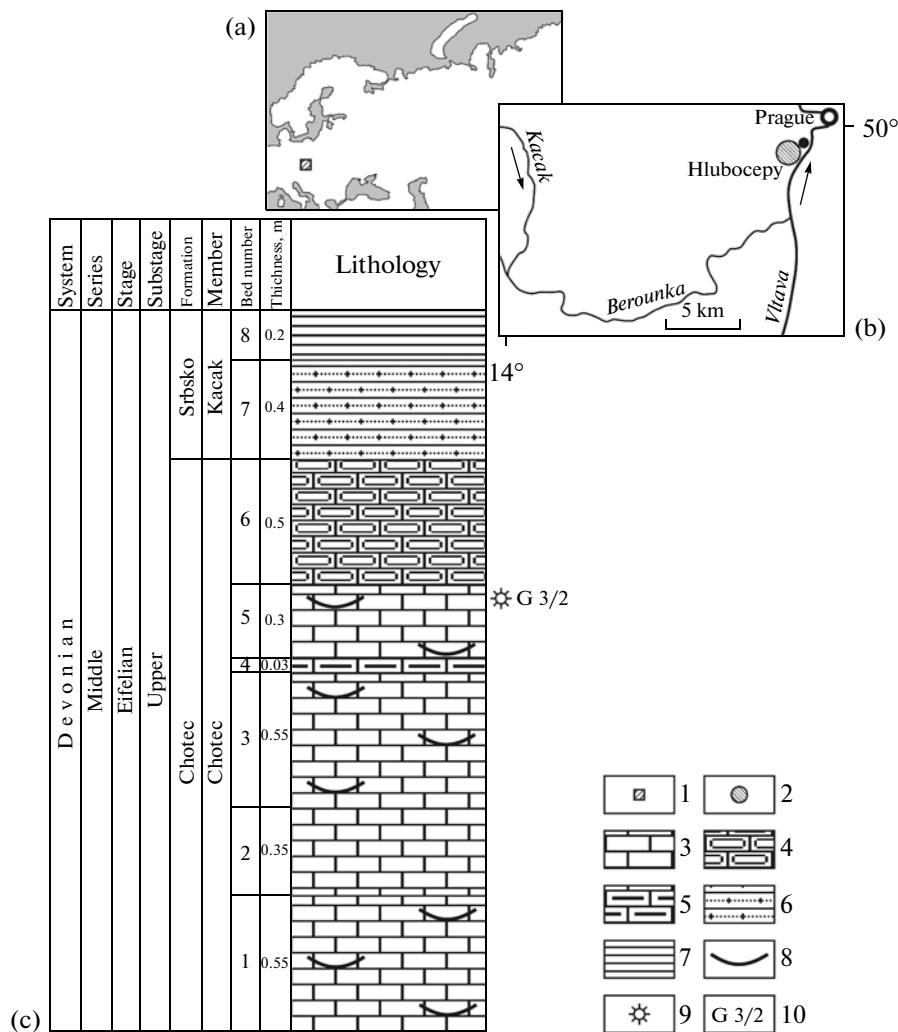 (a)
Prague
50°
Kacak
Hlubocepy
Berounka
Vltava
5 km
(b)
14°
System
Series
Stage
Substage
Formation
Member
Bed number
Thichness, m
Lithology
Devonian
Middle
Eifelian
Upper
Srbsko
Kacak
8
0.2
7
0.4
Chotec
Chotec
6
0.5
5
0.3
G 3/2
4
0.03
3
0.55
2
0.35
1
0.55
(c)
1
2
3
4
5
6
7
8
9
G 3/2
10